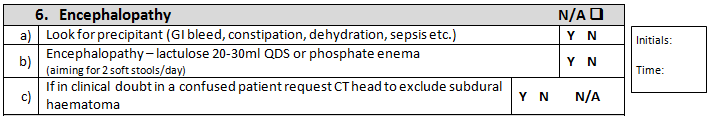 6. Encephalopathy N/A ☐
a) Look for precipitant (GI bleed, constipation, dehydration, sepsis etc.) Y N
b) Encephalopathy – lactulose 20-30ml QDS or phosphate enema Y N
(aiming for 2 soft stools/day)
c) If in clinical doubt in a confused patient request CT head to exclude subdural Y N N/A
haematoma
Initials:
Time: